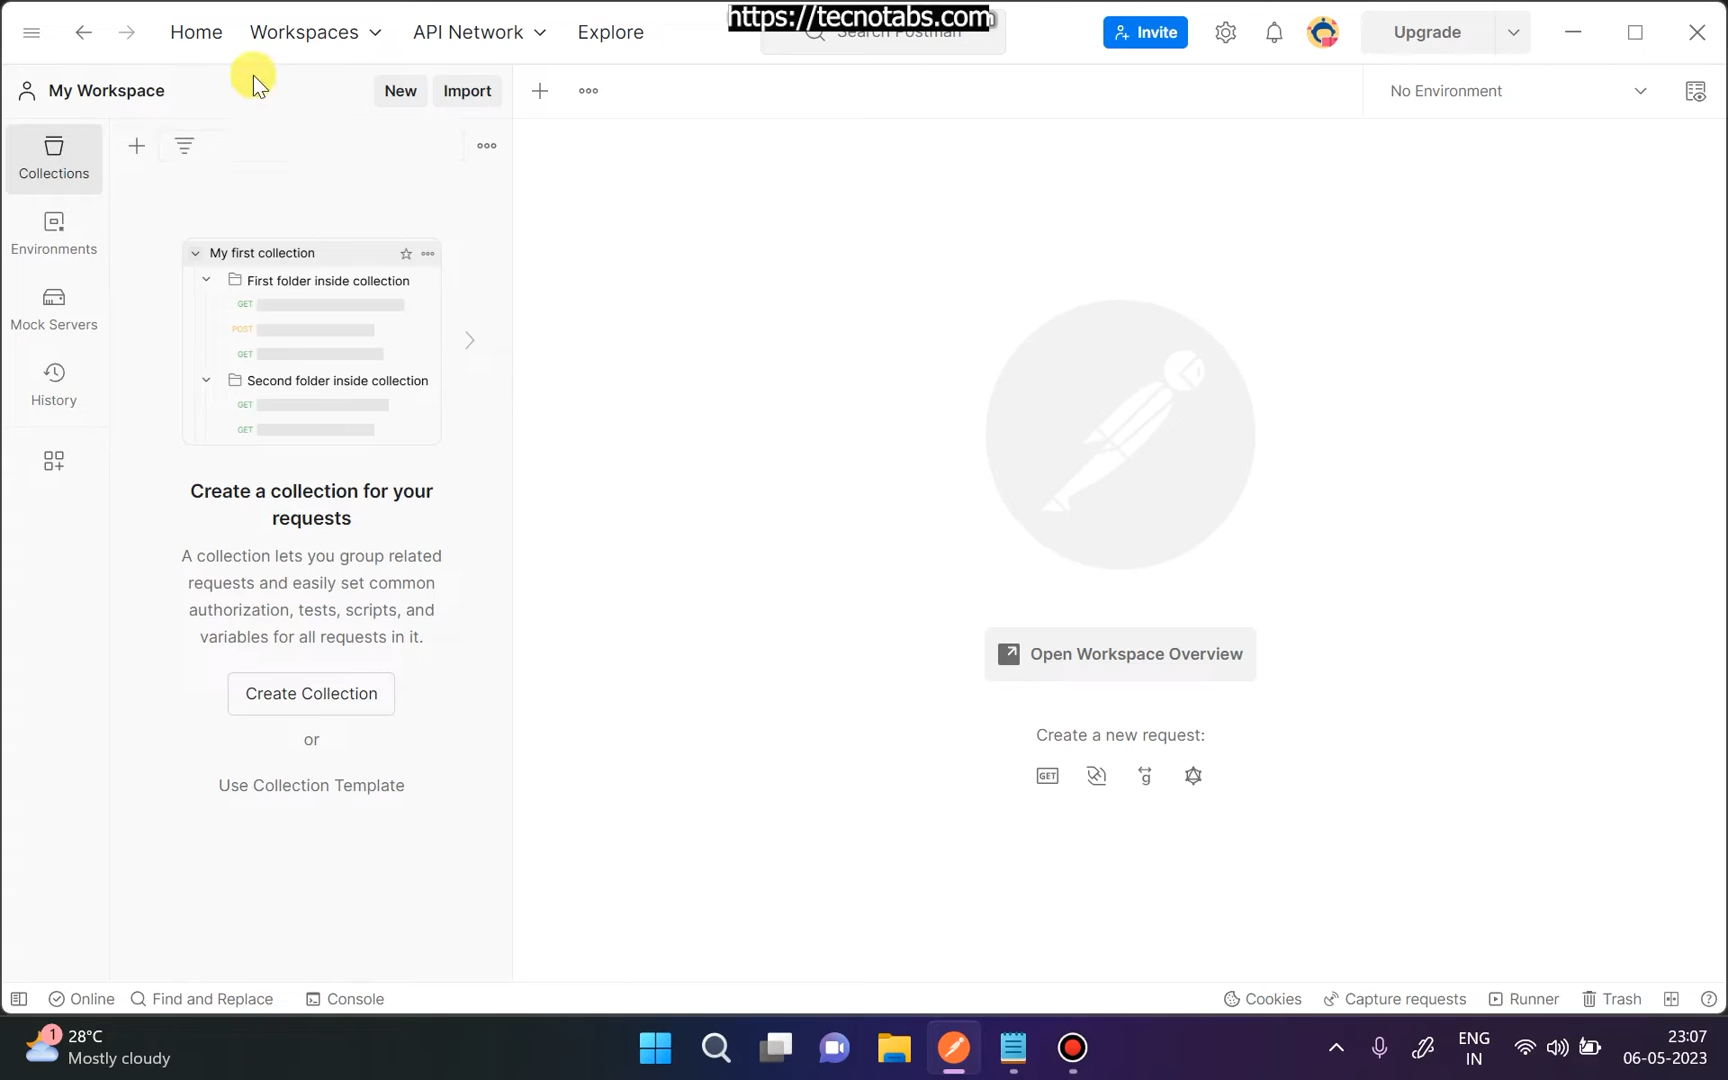 https://tecnotabs.com
Home
Workspaces
API Network
Explore
Search Postman
Invite
Upgrade
My Workspace
New
Import
No Environment
Collections
Environments
Mock Servers
History
My first collection
First folder inside collection
GET
POST
GET
Second folder inside collection
GET
GET
Create a collection for your
requests
A collection lets you group related
requests and easily set common
authorization, tests, scripts, and
variables for all requests in it.
Create Collection
or
Use Collection Template
Open Workspace Overview
Create a new request:
GET
Online
Find and Replace
Console
Cookies
Capture requests
Runner
Trash
1
28°C
Mostly cloudy
ENG
IN
23:07
06-05-2023